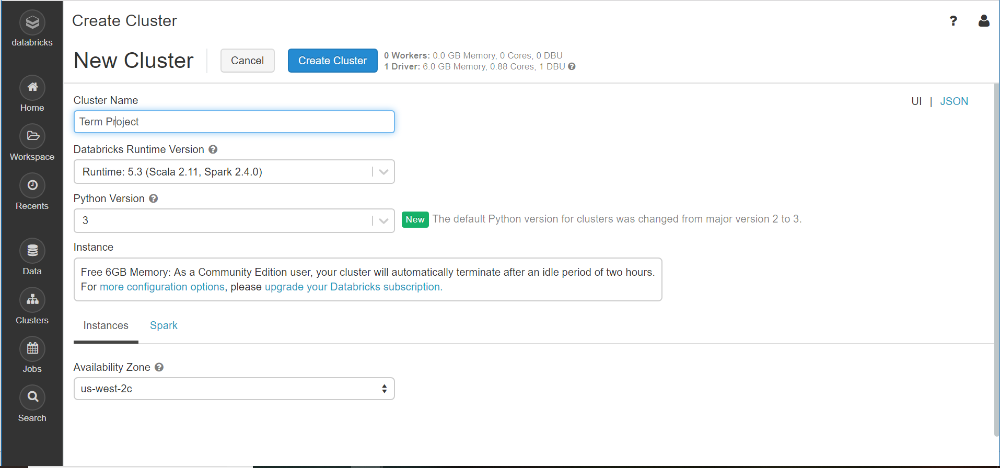 databricks
Home
Workspace
Recents
Data
Clusters
Jobs
Search
Create Cluster
?
New Cluster
Cancel
Create Cluster
0 Workers: 0.0 GB Memory, 0 Cores, 0 DBU
1 Driver: 6.0 GB Memory, 0.88 Cores, 1 DBU ?
Cluster Name
UI | JSON
Term Project
Databricks Runtime Version ?
Runtime: 5.3 (Scala 2.11, Spark 2.4.0)
Python Version ?
3
New The default Python version for clusters was changed from major version 2 to 3.
Instance
Free 6GB Memory: As a Community Edition user, your cluster will automatically terminate after an idle period of two hours.
For more configuration options, please upgrade your Databricks subscription.
Instances Spark
Availability Zone ?
us-west-2c